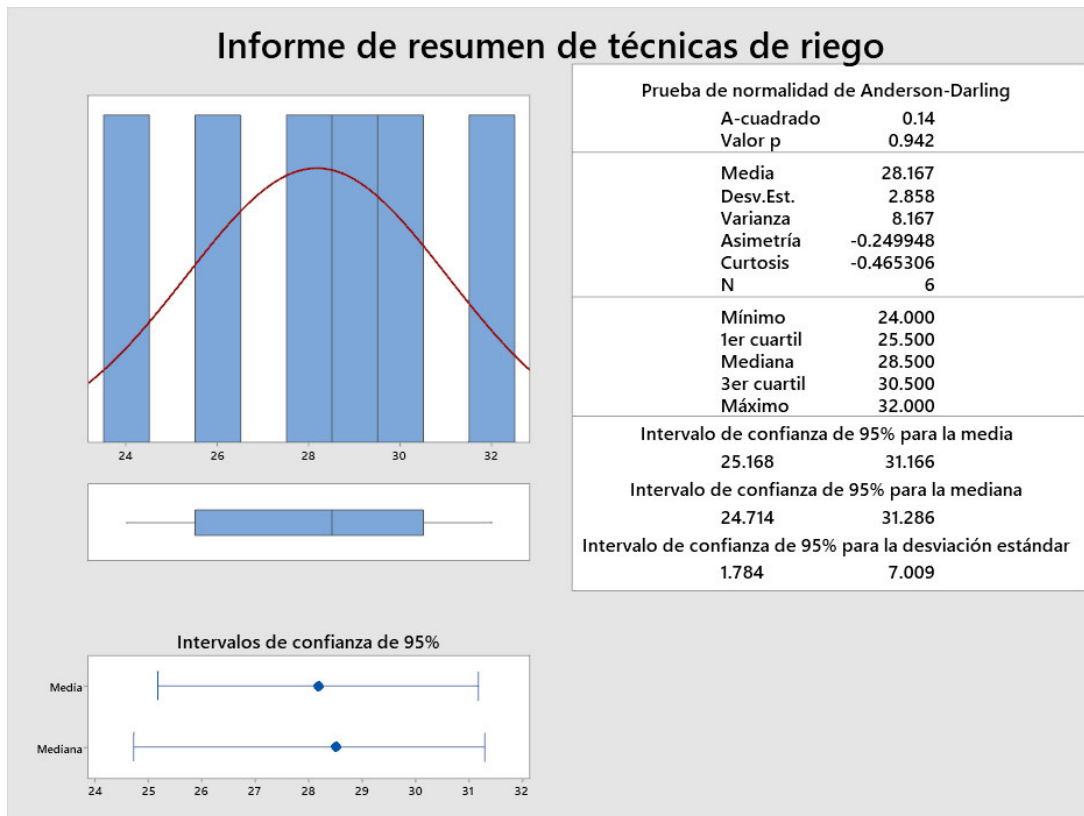 Informe de resumen de técnicas de riego
24 26 28 30 32
Intervalos de confianza de 95%
Media
Mediana
24 25 26 27 28 29 30 31 32
Prueba de normalidad de Anderson-Darling
A-cuadrado 0.14
Valor p 0.942
Media 28.167
Desv.Est. 2.858
Varianza 8.167
Asimetría -0.249948
Curtosis -0.465306
N 6
Mínimo 24.000
1er cuartil 25.500
Mediana 28.500
3er cuartil 30.500
Máximo 32.000
Intervalo de confianza de 95% para la media
25.168 31.166
Intervalo de confianza de 95% para la mediana
24.714 31.286
Intervalo de confianza de 95% para la desviación estándar
1.784 7.009